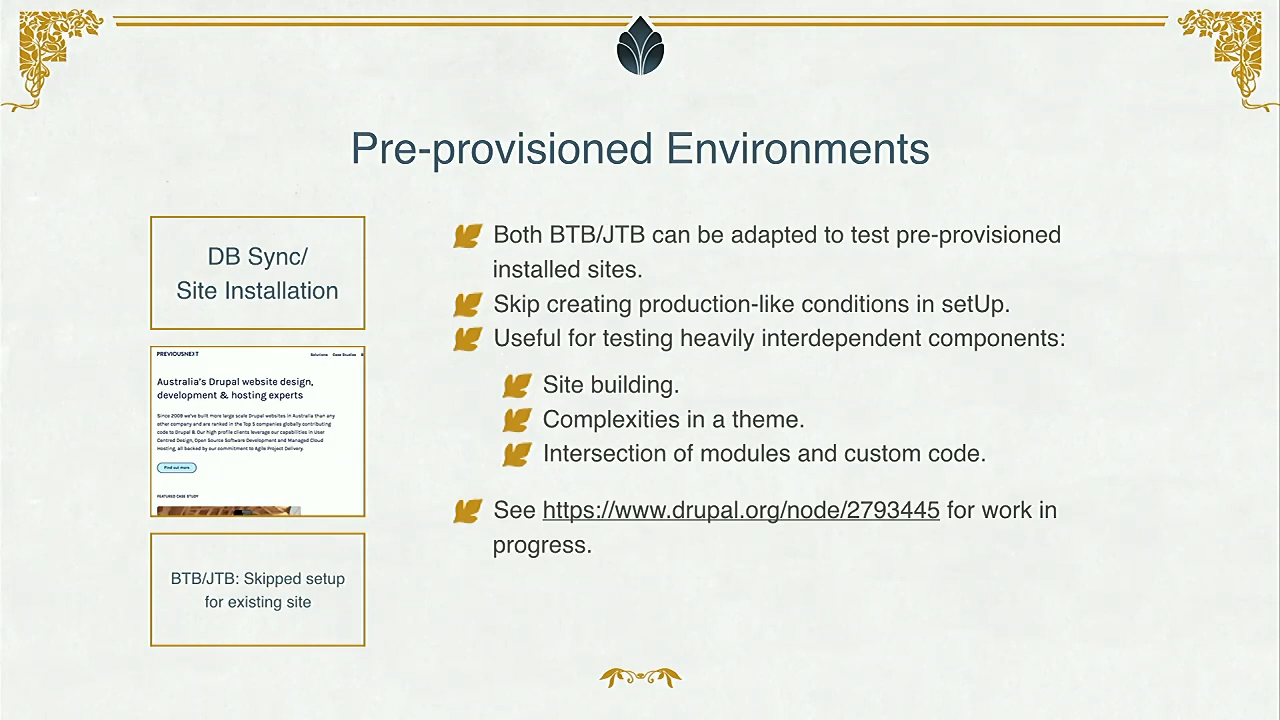 Pre-provisioned Environments
DB Sync/
Site Installation
PREVIOUSNEXT
Solutions Case Studies
Australia's Drupal website design,
development & hosting experts
Since 2009 we've built more large scale Drupal websites in Australia than any
other company and are ranked in the Top 5 companies globally contributing
code to Drupal 8. Our high profile clients leverage our capabilities in User
Centred Design, Open Source Software Development and Managed Cloud
Hosting, all backed by our commitment to Agile Project Delivery.
Find out more
FEATURED CASE STUDY
BTB/JTB: Skipped setup
for existing site
Both BTB/JTB can be adapted to test pre-provisioned
installed sites.
Skip creating production-like conditions in setUp.
Useful for testing heavily interdependent components:
Site building.
Complexities in a theme.
Intersection of modules and custom code.
See https://www.drupal.org/node/2793445 for work in
progress.